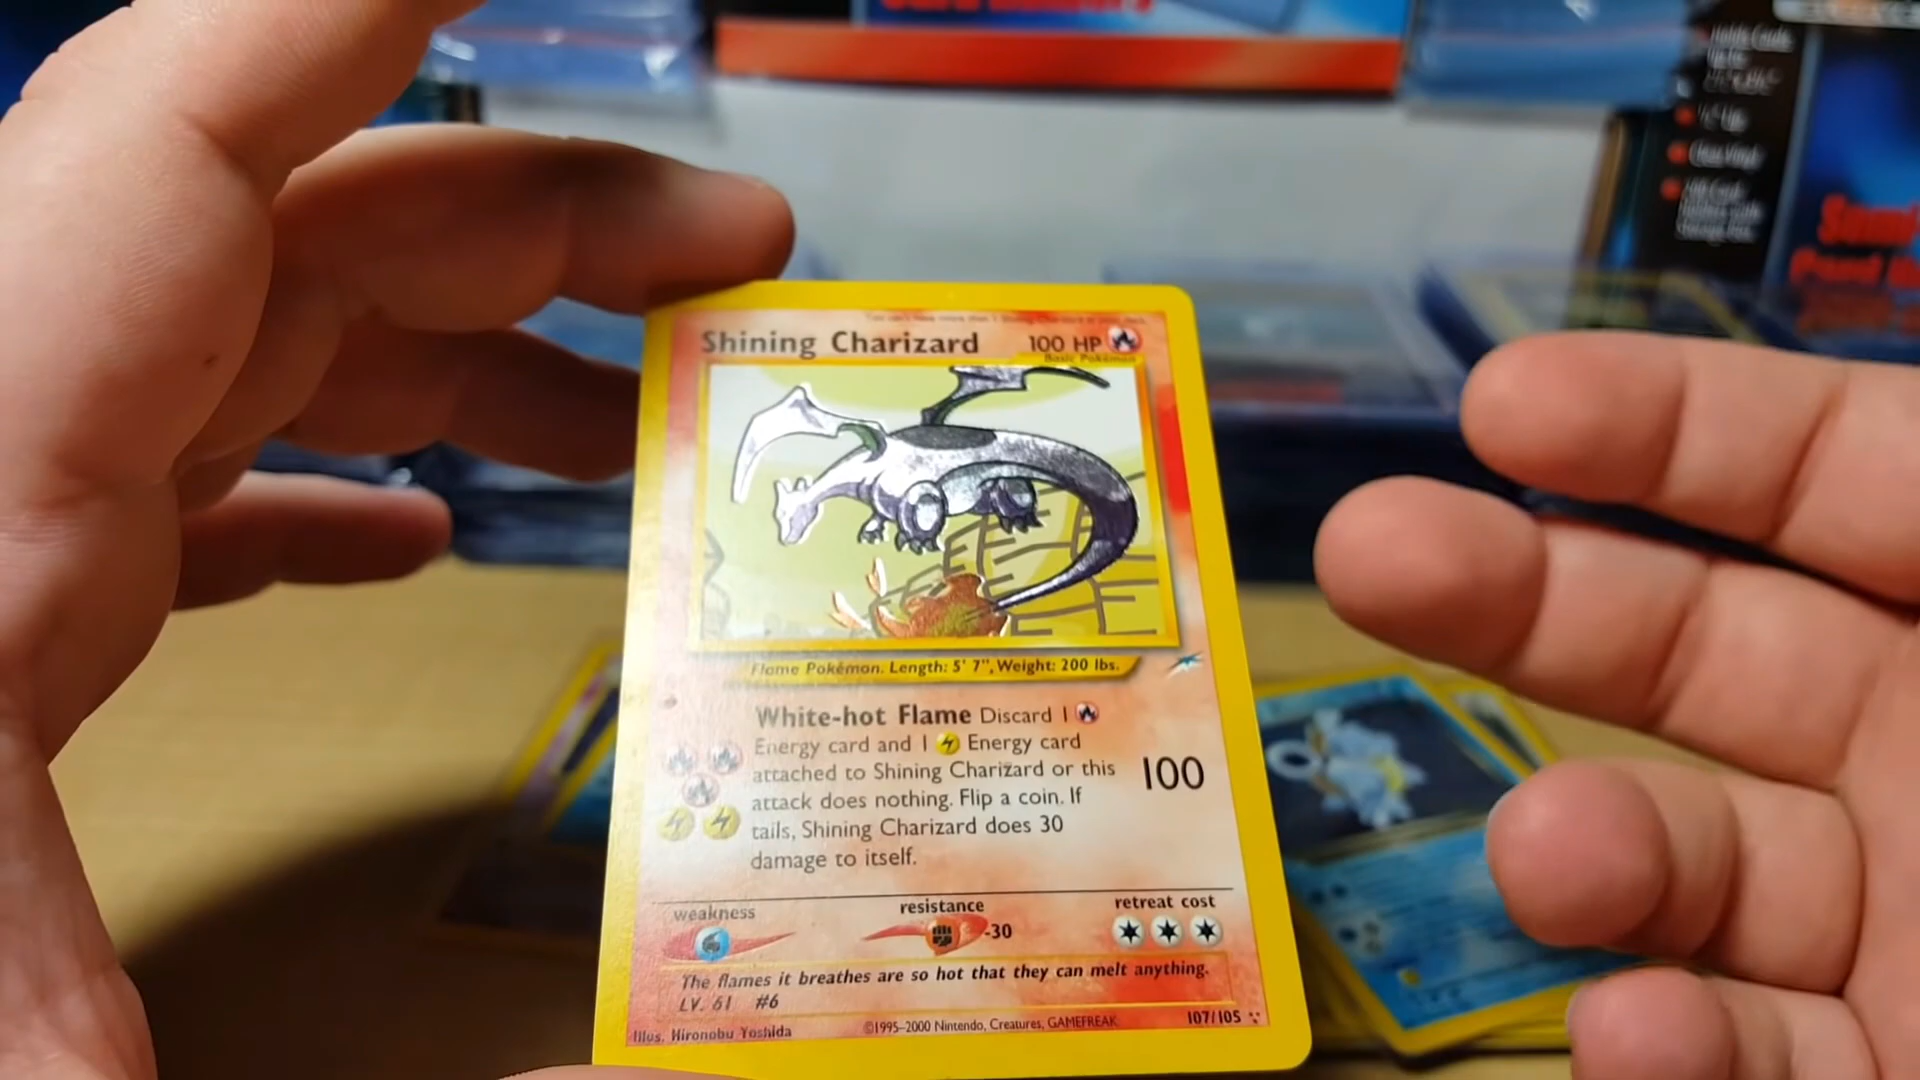 Shining Charizard 100 HP
Basic Pokémon
Flame Pokémon. Length: 5' 7", Weight: 200 lbs.
White-hot Flame Discard 1
Energy card and 1 Energy card
attached to Shining Charizard or this
attack does nothing. Flip a coin. If
tails, Shining Charizard does 30
damage to itself.
100
weakness resistance retreat cost
-30
The flames it breathes are so hot that they can melt anything.
LV. 61 #6
Illus. Hironobu Yoshida ©1995-2000 Nintendo, Creatures, GAMEFREAK 107/105